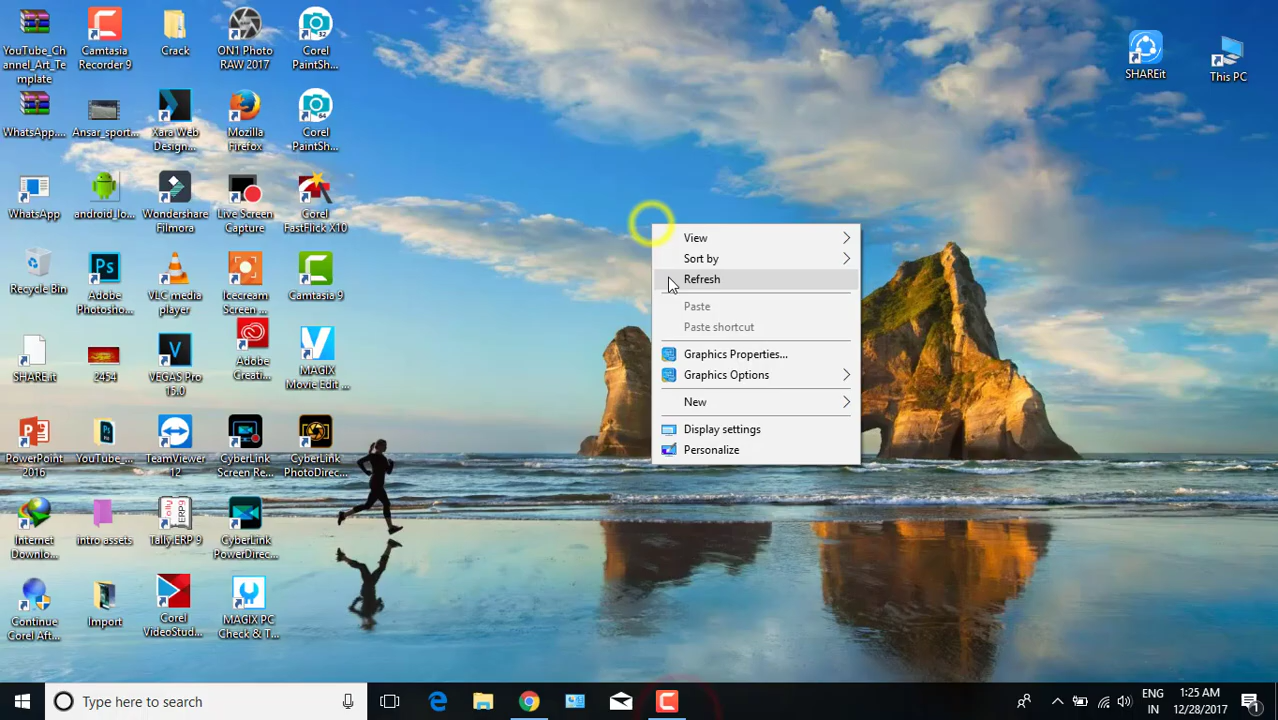 YouTube_Ch
annel_Art_Te
mplate
Camtasia
Recorder 9
Crack
ON1 Photo
RAW 2017
Corel
PaintSh...
SHAREit
This PC
WhatsApp....
Ansar_sport...
Xara Web
Design...
Mozilla
Firefox
Corel
PaintSh...
WhatsApp
android_lo...
Wondershare
Filmora
Live Screen
Capture
Corel
FastFlick X10
Recycle Bin
Adobe
Photosho...
VLC media
player
Icecream
Screen ...
Camtasia 9
SHARE.it
2454
VEGAS Pro
15.0
Adobe
Creati...
MAGIX
Movie Edit ...
PowerPoint
2016
YouTube_...
TeamViewer
12
CyberLink
Screen Re...
CyberLink
PhotoDirec...
Internet
Downlo...
intro assets
Tally.ERP 9
CyberLink
PowerDirec...
Continue
Corel Aft...
Import
Corel
VideoStud...
MAGIX PC
Check & T...
View
Sort by
Refresh
Paste
Paste shortcut
Graphics Properties...
Graphics Options
New
Display settings
Personalize
Type here to search
ENG
IN
1:25 AM
12/28/2017
1